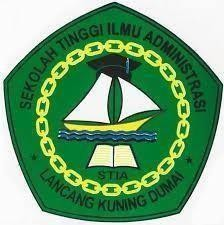 SEKOLAH TINGGI ILMU ADMINISTRASI
STIA
LANCANG KUNING DUMAI